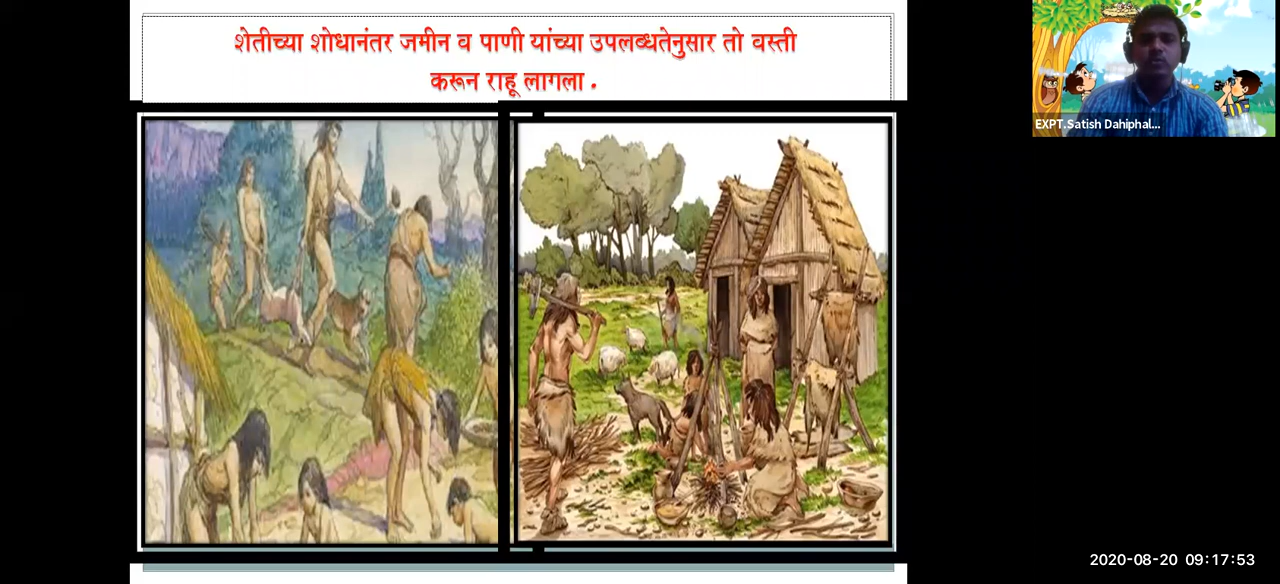 शेतीच्या शोधानंतर जमीन व पाणी यांच्या उपलब्धतेनुसार तो वस्ती
करून राहू लागला .
EXPT.Satish Dahiphal...
2020-08-20 09:17:53